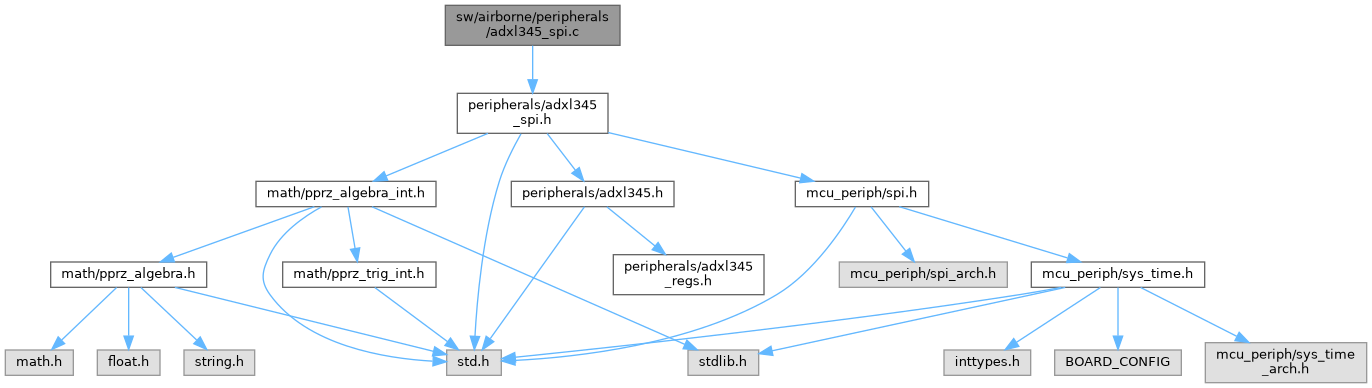 sw/airborne/peripherals
/adxl345_spi.c
peripherals/adxl345
_spi.h
math/pprz_algebra_int.h
peripherals/adxl345.h
mcu_periph/spi.h
math/pprz_algebra.h
math/pprz_trig_int.h
peripherals/adxl345
_regs.h
mcu_periph/spi_arch.h
mcu_periph/sys_time.h
math.h
float.h
string.h
std.h
stdlib.h
inttypes.h
BOARD_CONFIG
mcu_periph/sys_time
_arch.h